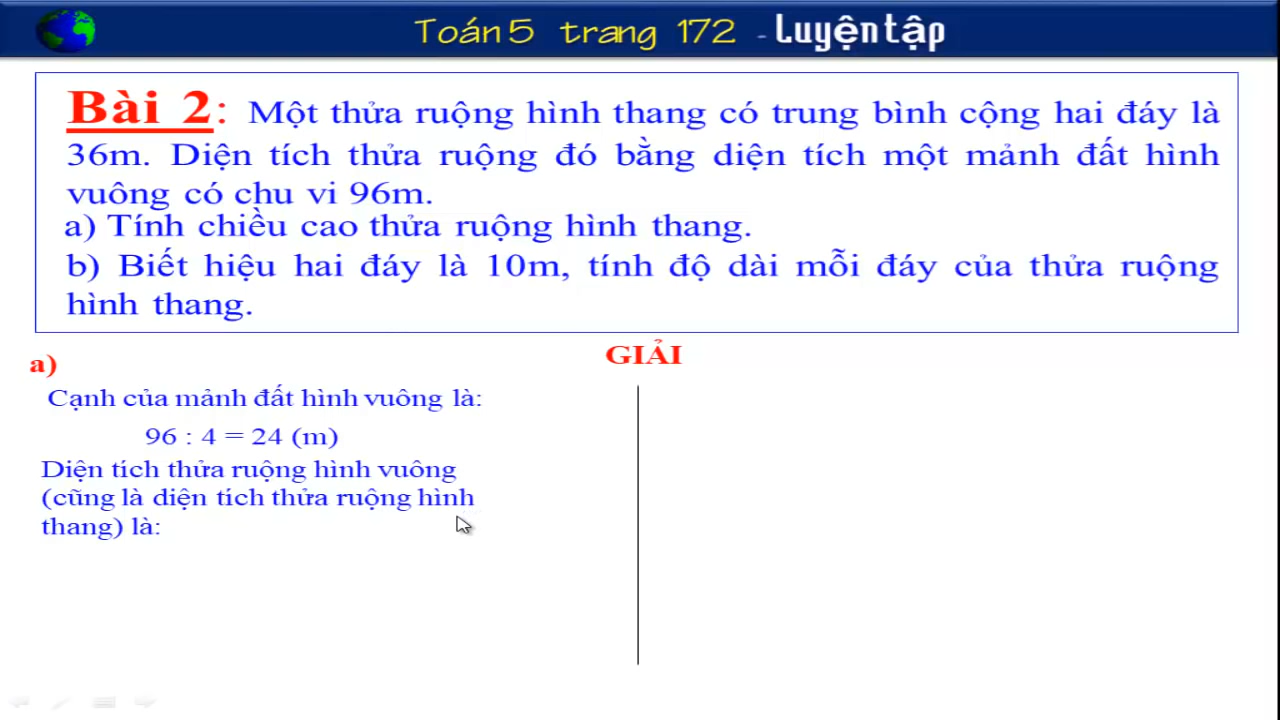 Toán 5 trang 172 - Luyện tập
Bài 2: Một thửa ruộng hình thang có trung bình cộng hai đáy là
36m. Diện tích thửa ruộng đó bằng diện tích một mảnh đất hình
vuông có chu vi 96m.
a) Tính chiều cao thửa ruộng hình thang.
b) Biết hiệu hai đáy là 10m, tính độ dài mỗi đáy của thửa ruộng
hình thang.
GIẢI
a)
Cạnh của mảnh đất hình vuông là:
96 : 4 = 24 (m)
Diện tích thửa ruộng hình vuông
(cũng là diện tích thửa ruộng hình
thang) là: